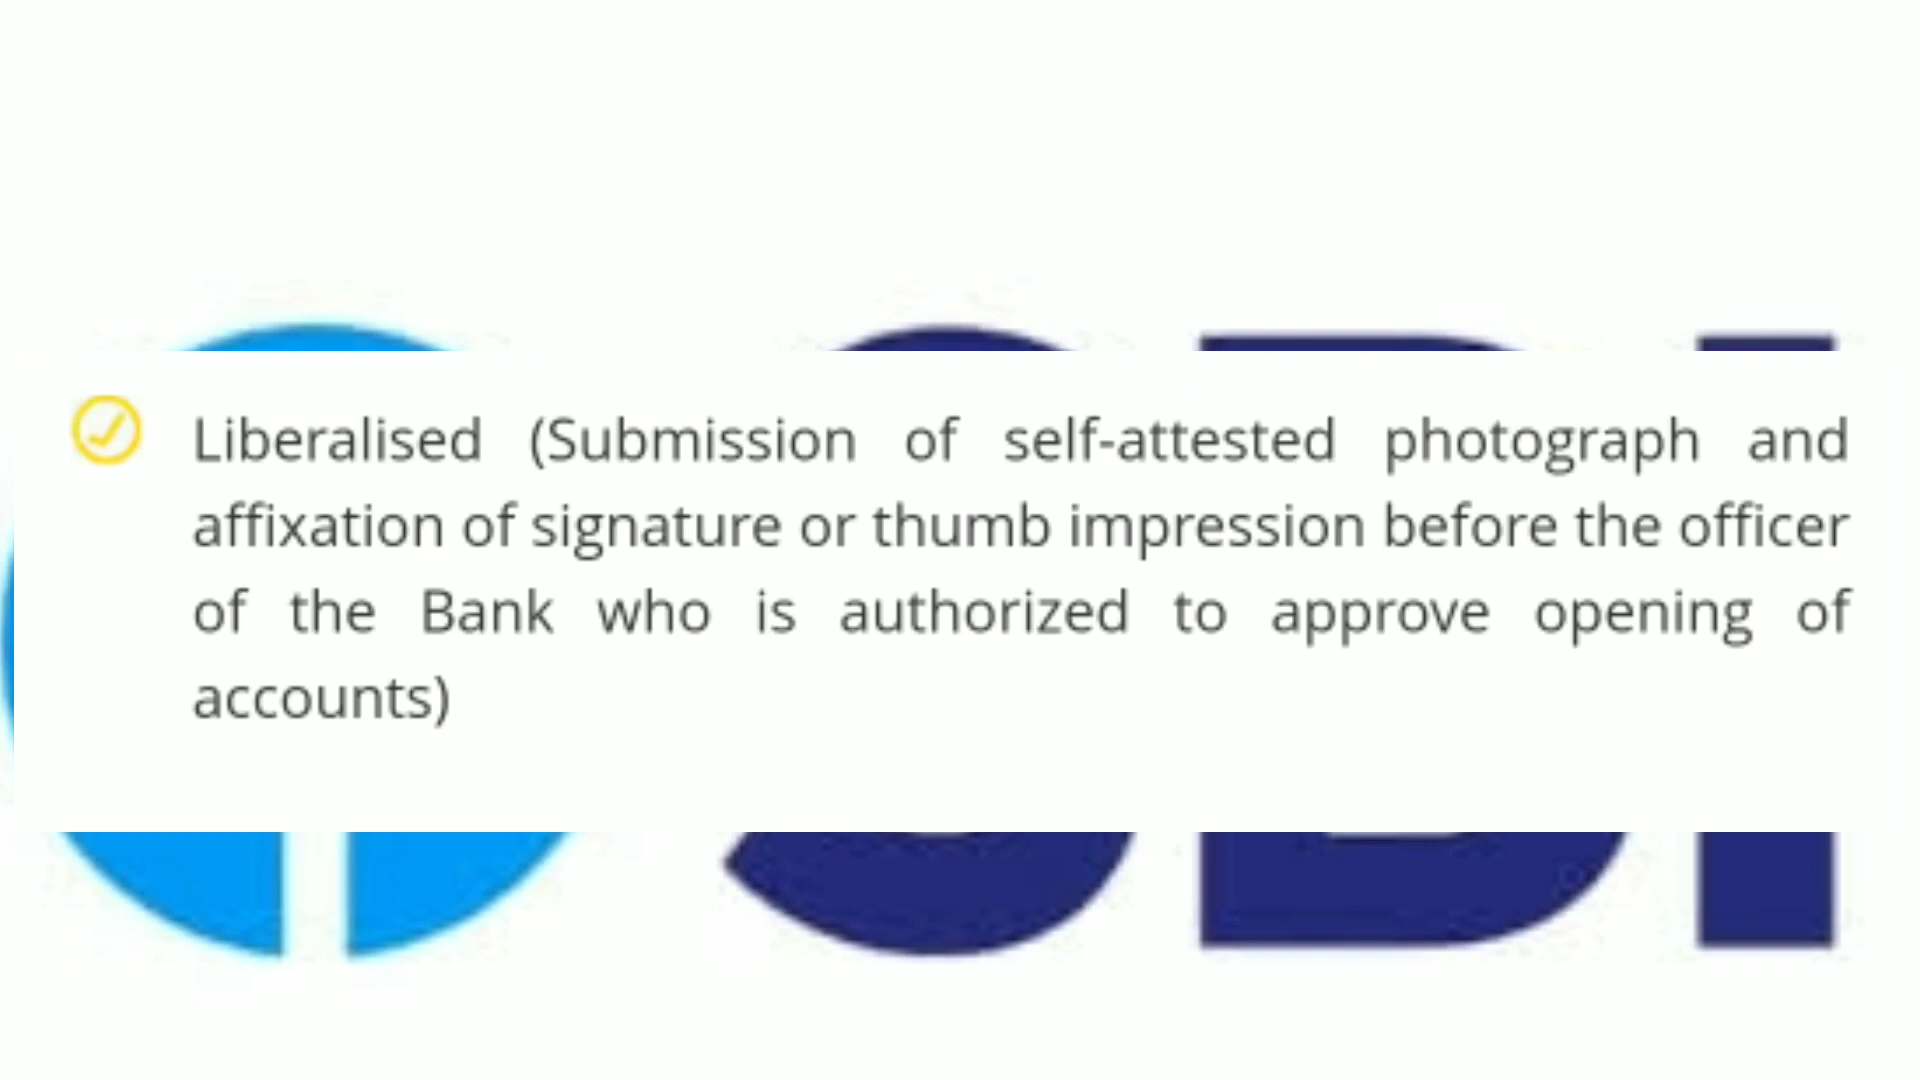 Liberalised (Submission of self-attested photograph and
affixation of signature or thumb impression before the officer
of the Bank who is authorized to approve opening of
accounts)